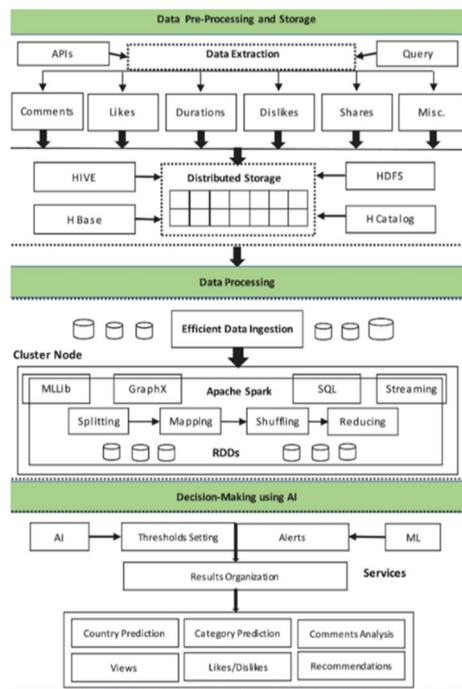 Data Pre-Processing and Storage
APIs
Data Extraction
Query
Comments
Likes
Durations
Dislikes
Shares
Misc.
HIVE
Distributed Storage
HDFS
H Base
H Catalog
Data Processing
Efficient Data Ingestion
Cluster Node
MLLib
GraphX
Apache Spark
SQL
Streaming
Splitting
Mapping
Shuffling
Reducing
RDDs
Decision-Making using AI
AI
Thresholds Setting
Alerts
ML
Results Organization
Services
Country Prediction
Category Prediction
Comments Analysis
Views
Likes/Dislikes
Recommendations